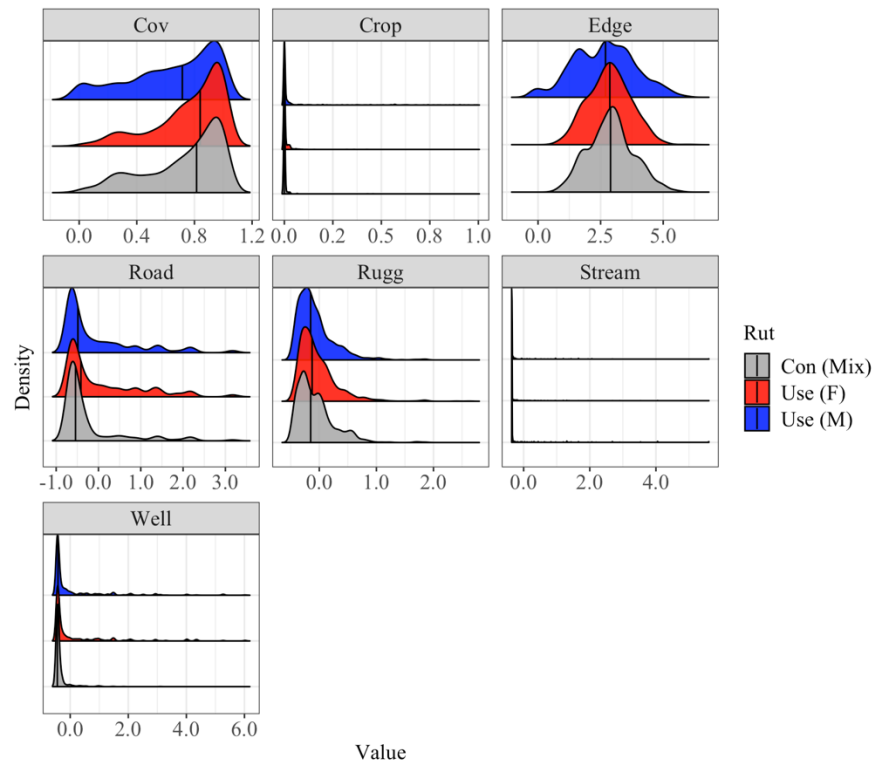 Cov Crop Edge
0.0 0.4 0.8 1.2 0.0 0.2 0.5 0.8 1.0 0.0 2.5 5.0
Road Rugg Stream
-1.0 0.0 1.0 2.0 3.0 0.0 1.0 2.0 0.0 2.0 4.0
Well
0.0 2.0 4.0 6.0
Density
Value
Rut
Con (Mix)
Use (F)
Use (M)